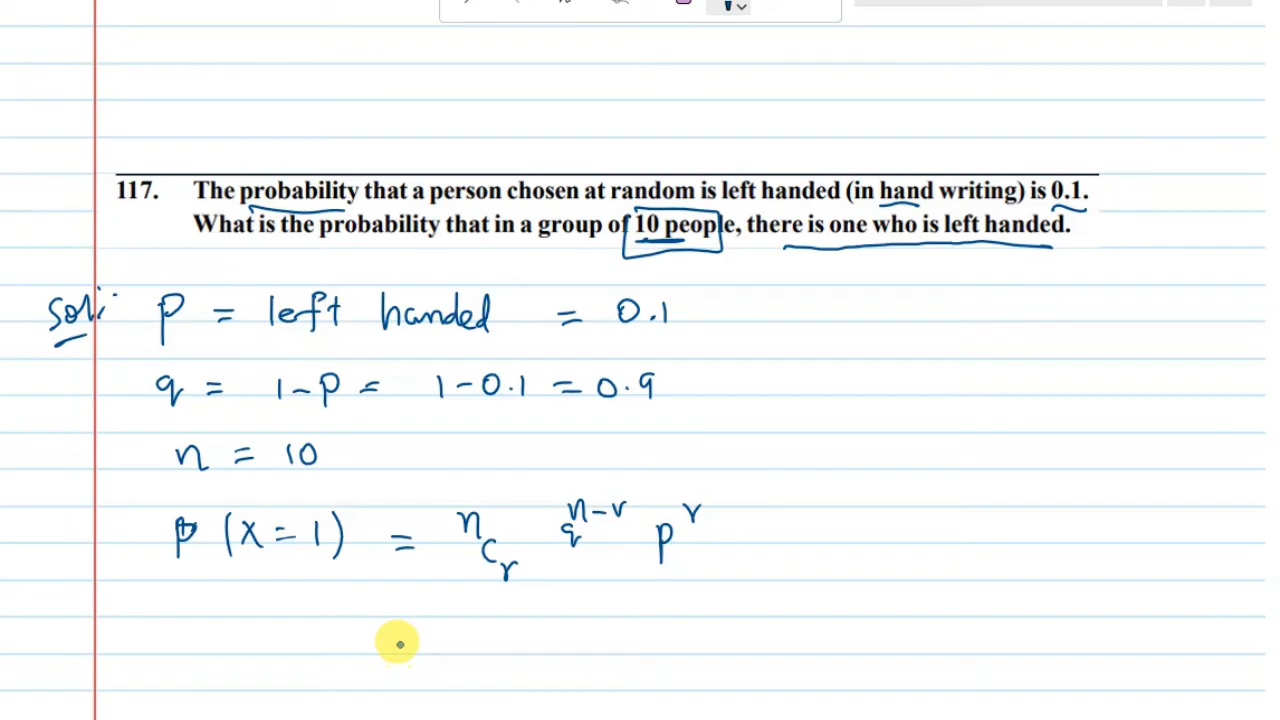 117. The probability that a person chosen at random is left handed (in hand writing) is 0.1.
What is the probability that in a group of 10 people, there is one who is left handed.
Sol: p = left handed = 0.1
q = 1-p = 1-0.1 = 0.9
n = 10
p (x=1) = ⁿCᵣ qⁿ⁻ʳ pʳ